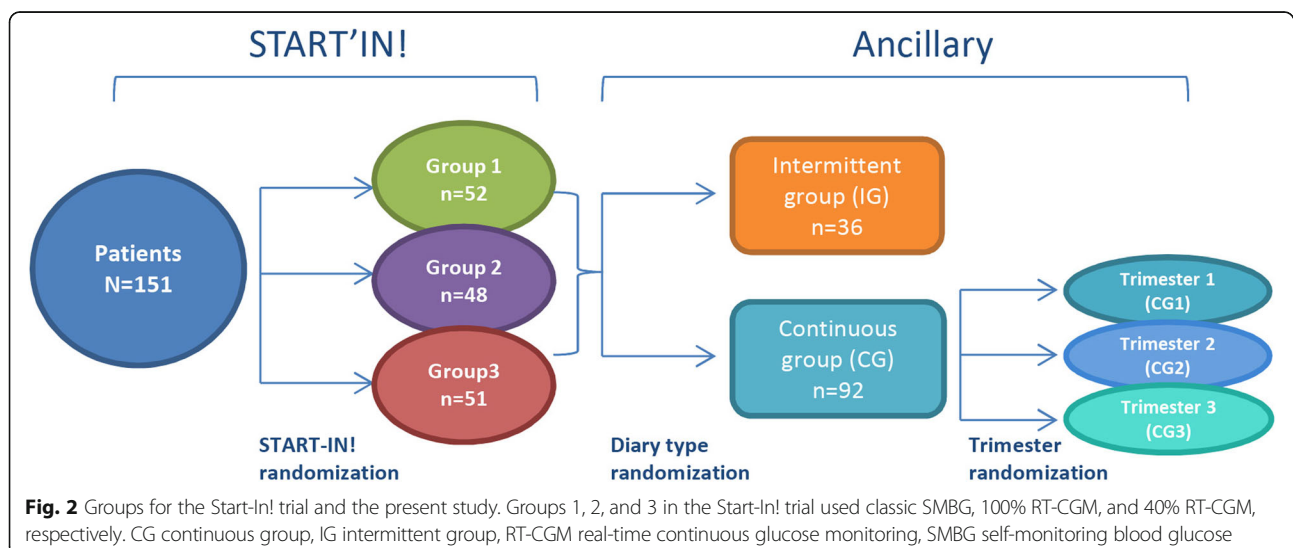 START'IN!
Ancillary
Patients
N=151
Group 1
n=52
Group 2
n=48
Group3
n=51
START-IN!
randomization
Intermittent
group (IG)
n=36
Continuous
group (CG)
n=92
Diary type
randomization
Trimester 1
(CG1)
Trimester 2
(CG2)
Trimester 3
(CG3)
Trimester
randomization
Fig. 2 Groups for the Start-In! trial and the present study. Groups 1, 2, and 3 in the Start-In! trial used classic SMBG, 100% RT-CGM, and 40% RT-CGM,
respectively. CG continuous group, IG intermittent group, RT-CGM real-time continuous glucose monitoring, SMBG self-monitoring blood glucose